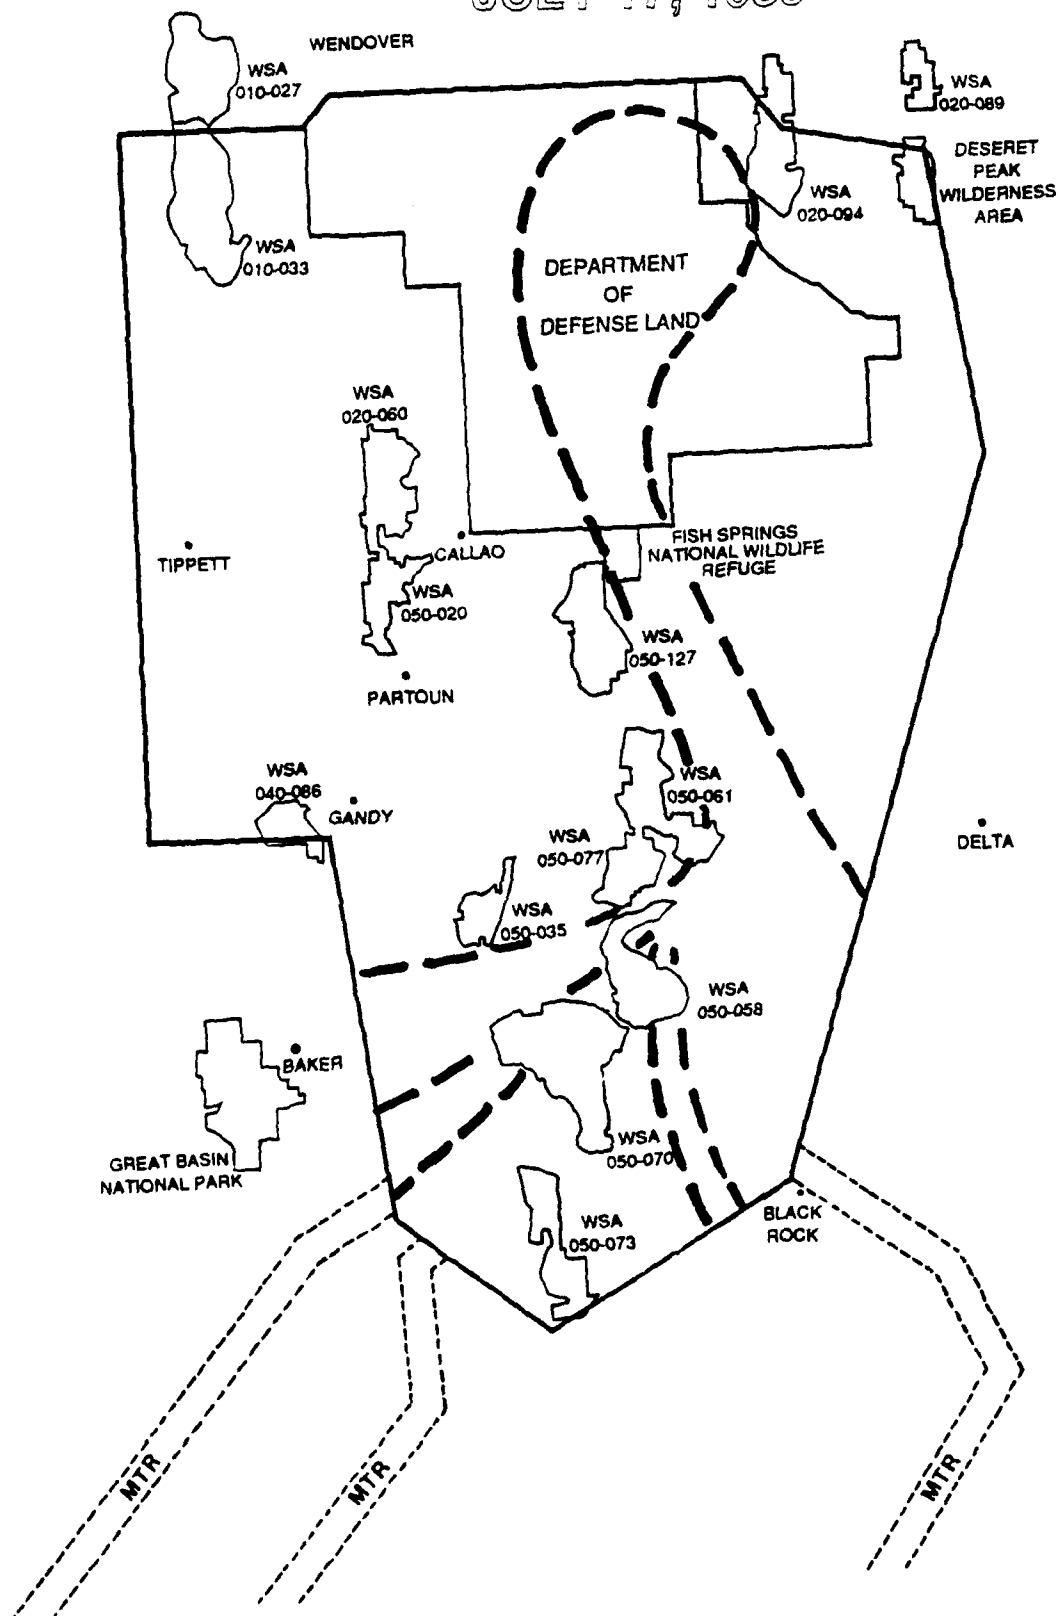 JULY 17,
WENDOVER
WSA
010-027
WSA
020-089
DESERET
PEAK
WILDERNESS
AREA
WSA
020-094
WSA
010-033
DEPARTMENT
OF
DEFENSE LAND
WSA
020-060
TIPPETT
CALLAO
FISH SPRINGS
NATIONAL WILDLIFE
REFUGE
WSA
050-020
WSA
050-127
PARTOUN
WSA
040-086
GANDY
WSA
050-061
DELTA
WSA
050-077
WSA
050-035
WSA
050-058
BAKER
GREAT BASIN
NATIONAL PARK
WSA
050-070
WSA
050-073
BLACK
ROCK
MTR
MTR
MTR